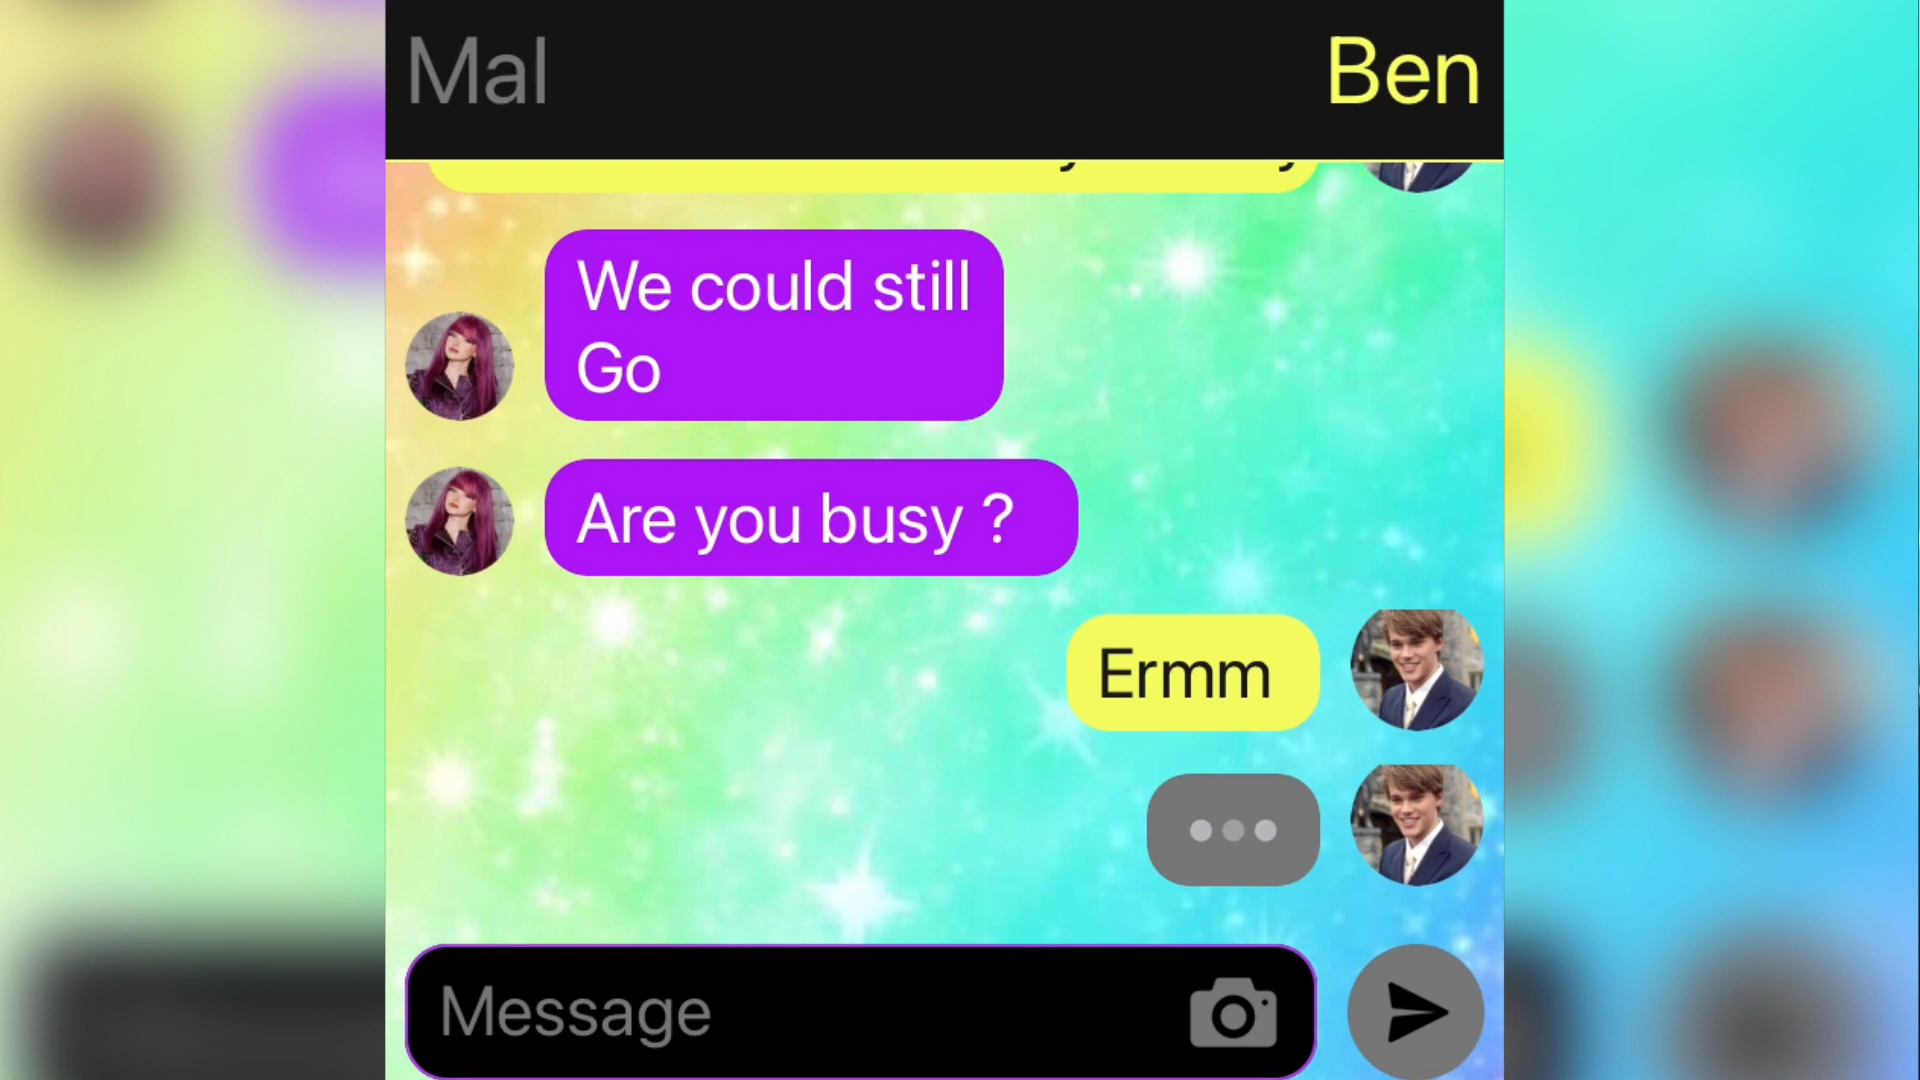 Mal
Ben
We could still
Go
Are you busy ?
Ermm
Message